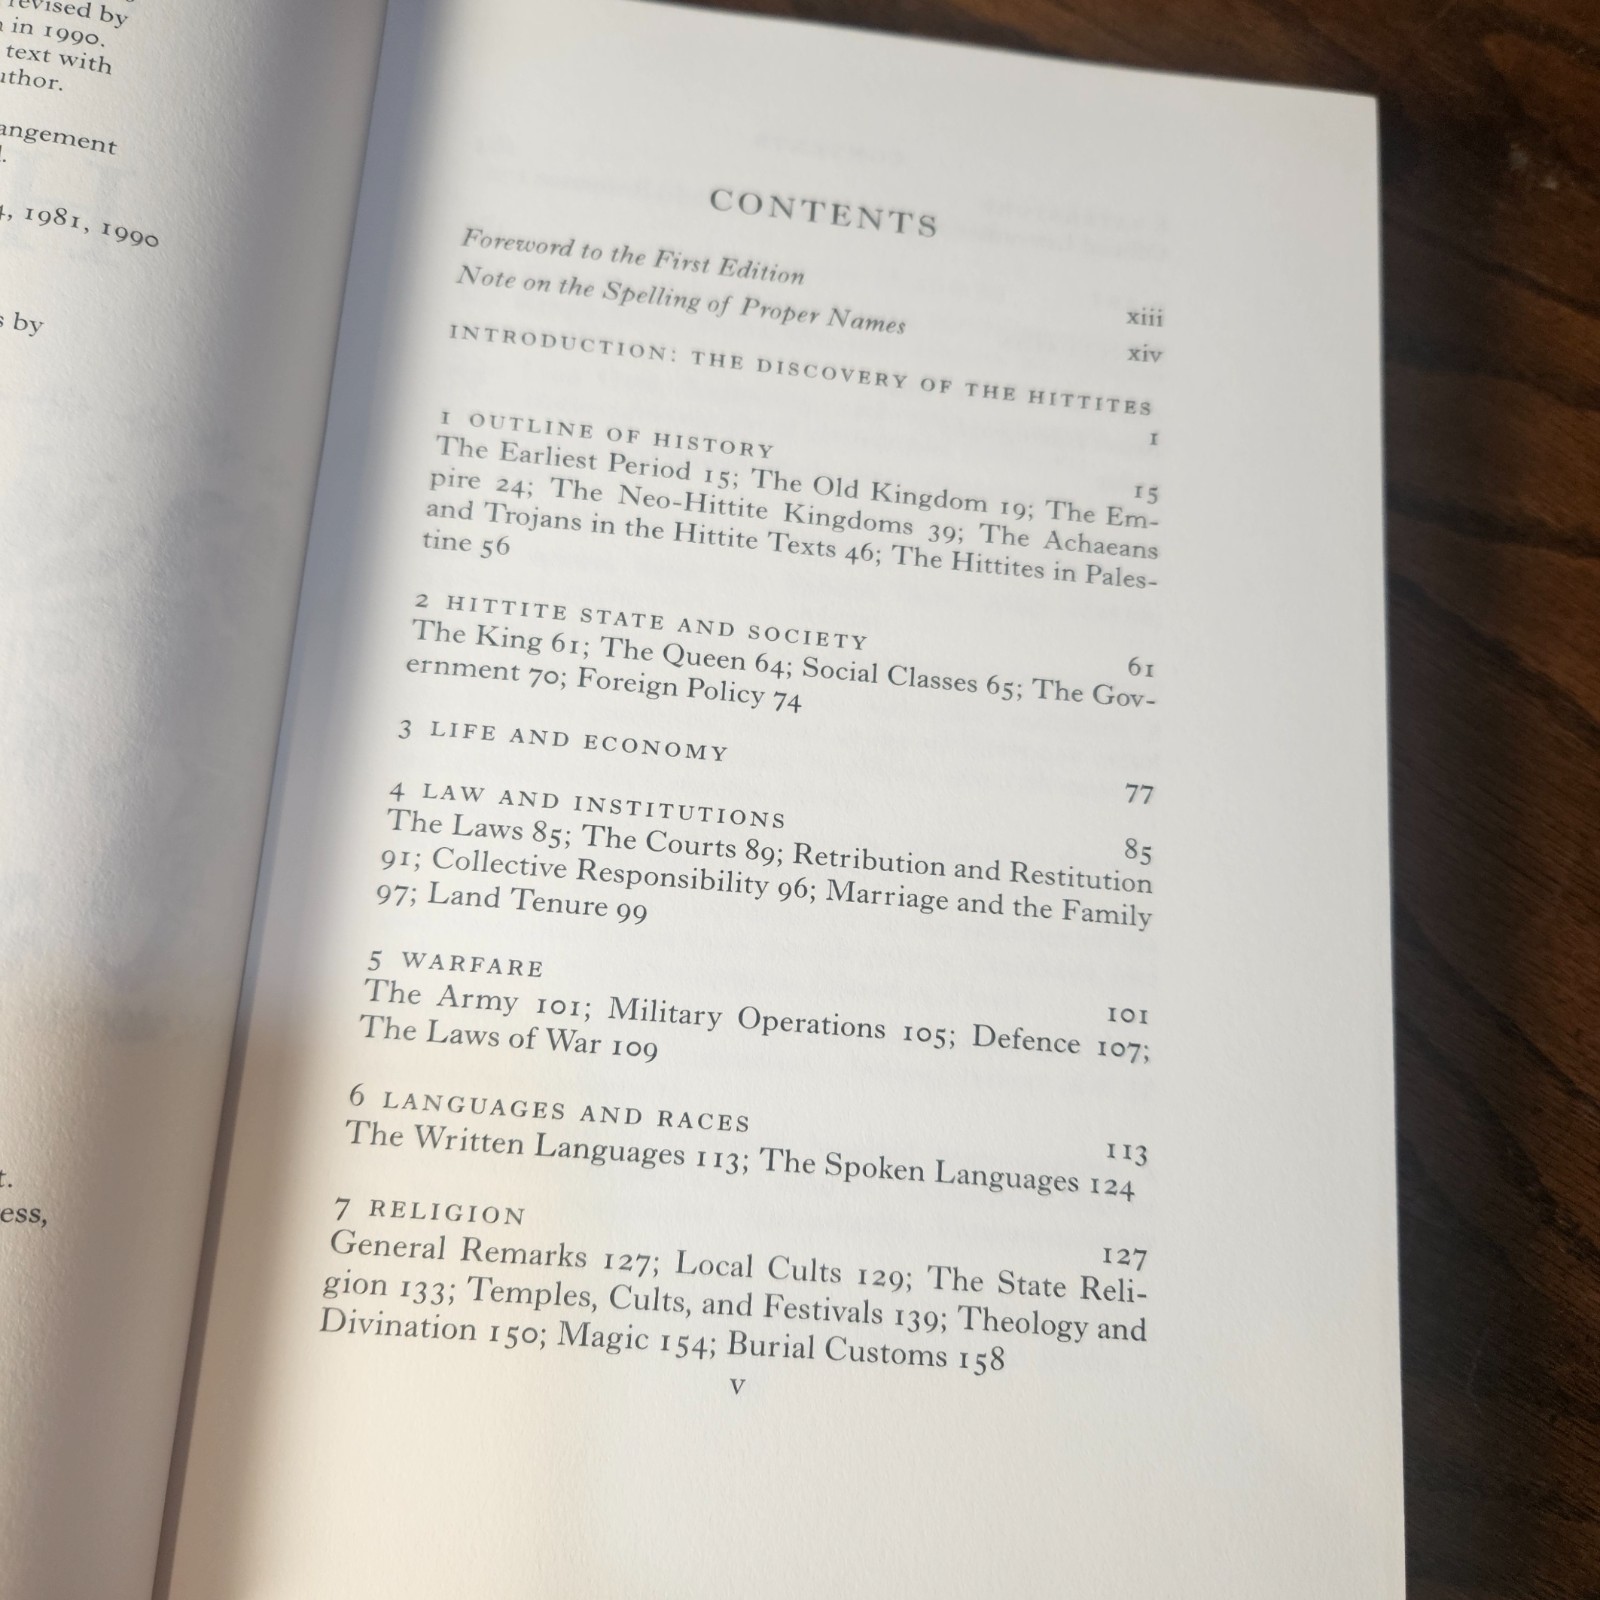 revised by
in 1990.
text with
author.
angement
4, 1981, 1990
s by
t.
ess,
CONTENTS
Foreword to the First Edition xiii
Note on the Spelling of Proper Names xiv
INTRODUCTION: THE DISCOVERY OF THE HITTITES 1
1 OUTLINE OF HISTORY 15
The Earliest Period 15; The Old Kingdom 19; The Em-
pire 24; The Neo-Hittite Kingdoms 39; The Achaeans
and Trojans in the Hittite Texts 46; The Hittites in Pales-
tine 56
2 HITTITE STATE AND SOCIETY 61
The King 61; The Queen 64; Social Classes 65; The Gov-
ernment 70; Foreign Policy 74
3 LIFE AND ECONOMY 77
4 LAW AND INSTITUTIONS 85
The Laws 85; The Courts 89; Retribution and Restitution
91; Collective Responsibility 96; Marriage and the Family
97; Land Tenure 99
5 WARFARE 101
The Army 101; Military Operations 105; Defence 107;
The Laws of War 109
6 LANGUAGES AND RACES 113
The Written Languages 113; The Spoken Languages 124
7 RELIGION 127
General Remarks 127; Local Cults 129; The State Reli-
gion 133; Temples, Cults, and Festivals 139; Theology and
Divination 150; Magic 154; Burial Customs 158
v